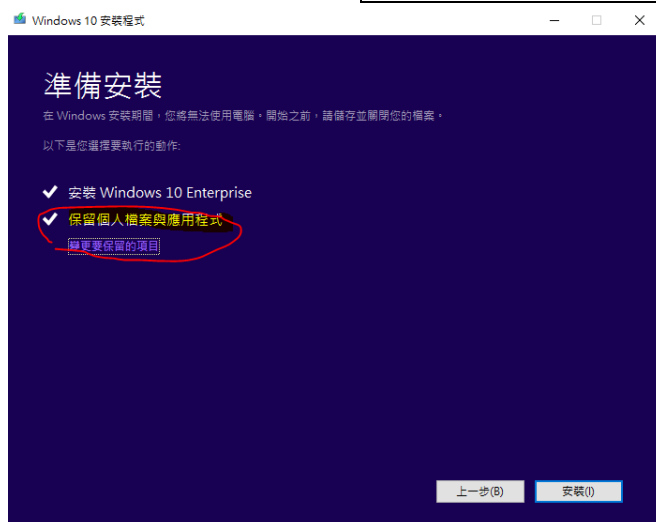 Windows 10 安裝程式
準備安裝
在 Windows 安裝期間，您將無法使用電腦。開始之前，請儲存並關閉您的檔案。
以下是您選擇要執行的動作:
安裝 Windows 10 Enterprise
保留個人檔案與應用程式
變更要保留的項目
上一步(B)
安裝(I)